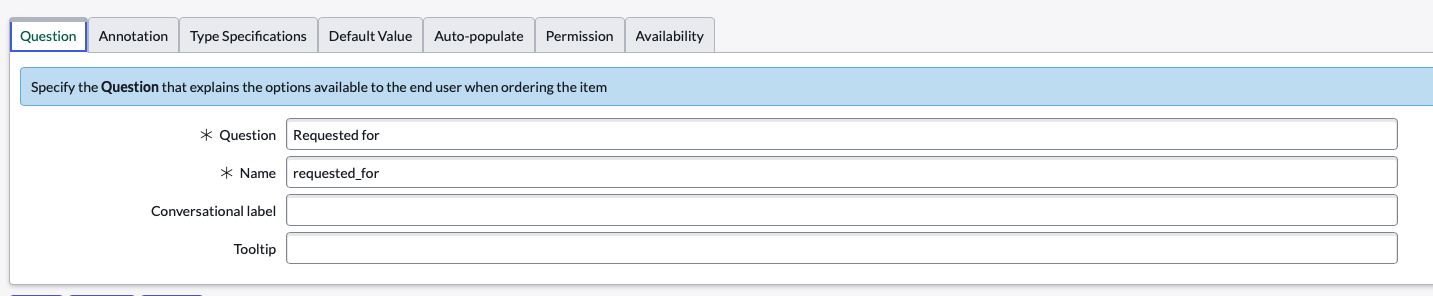 Question Annotation Type Specifications Default Value Auto-populate Permission Availability
Specify the Question that explains the options available to the end user when ordering the item
* Question Requested for
* Name requested_for
Conversational label
Tooltip